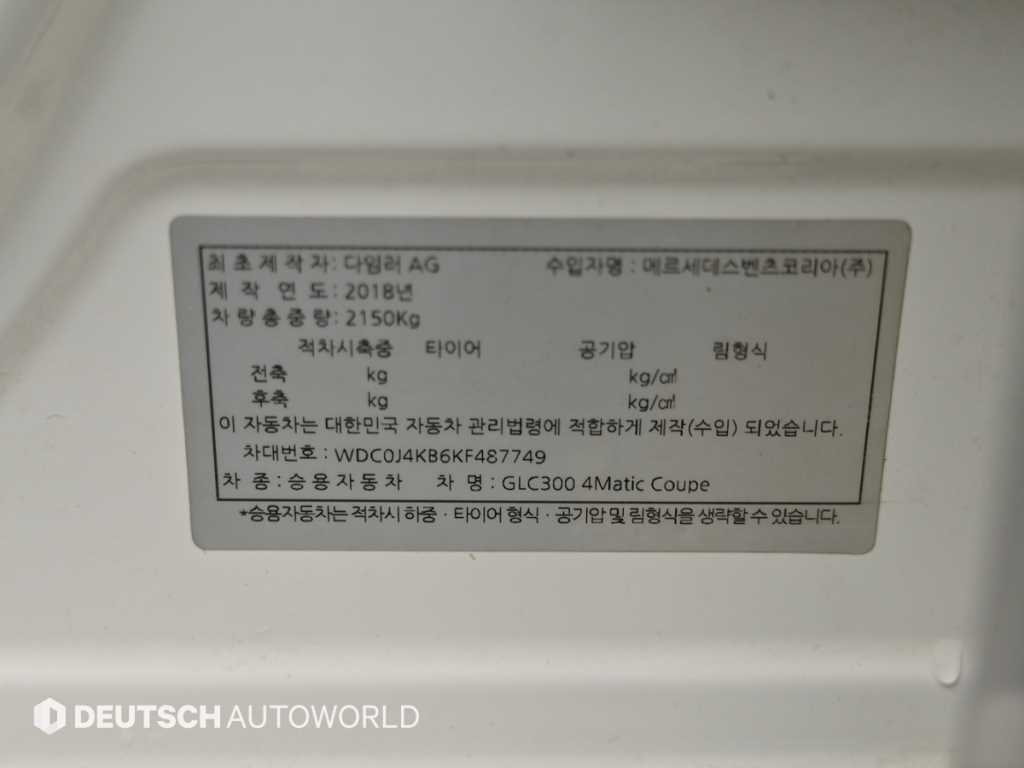 최초제작자: 다임러 AG 수입자명 : 메르세데스벤츠코리아(주)
제 작 연 도 : 2018년
차 량 총 중 량 : 2150Kg
적차시축중 타이어 공기압 림형식
전축 kg kg/㎠
후축 kg kg/㎠
이 자동차는 대한민국 자동차 관리법령에 적합하게 제작(수입) 되었습니다.
차대번호 : WDC0J4KB6KF487749
차 종 : 승용자동차 차 명 : GLC300 4Matic Coupe
*승용자동차는 적차시 하중 · 타이어 형식 · 공기압 및 림형식을 생략할 수 있습니다.
DEUTSCH AUTOWORLD